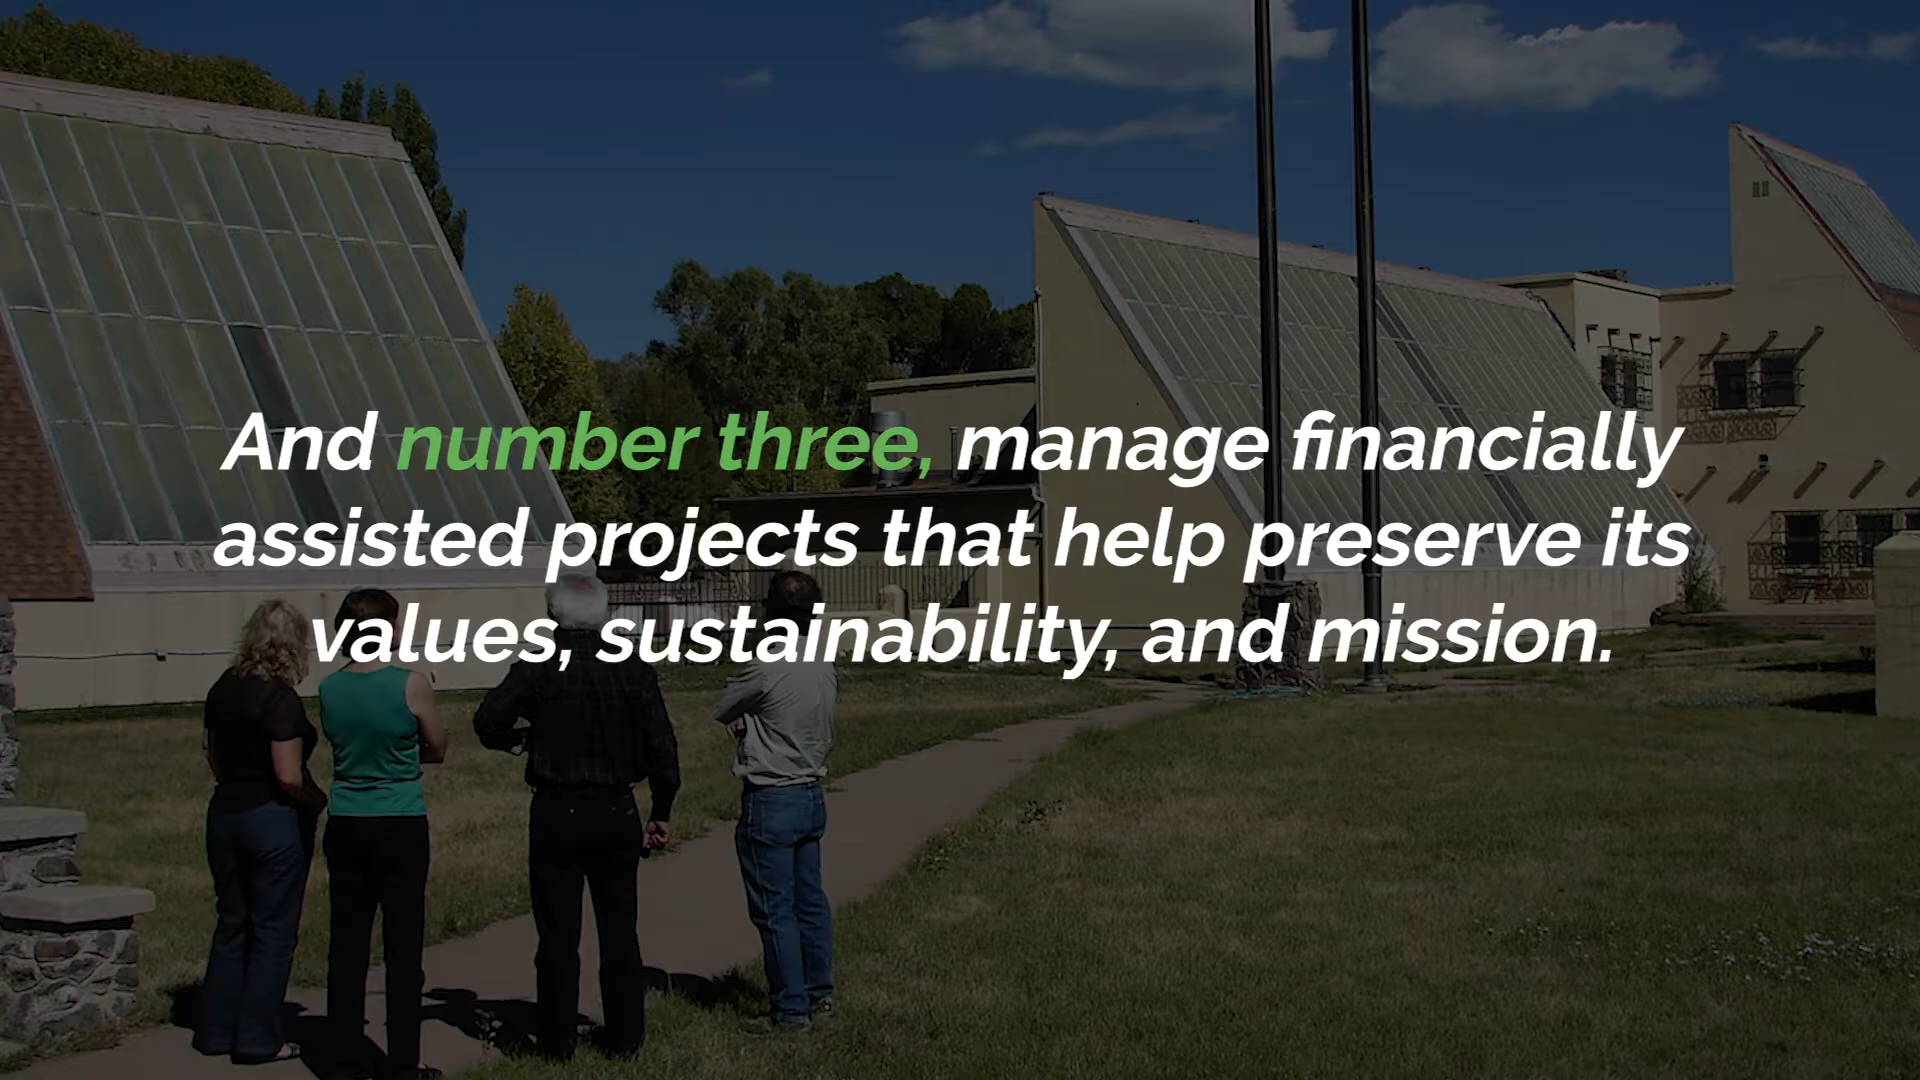 And number three, manage financially
assisted projects that help preserve its
values, sustainability, and mission.